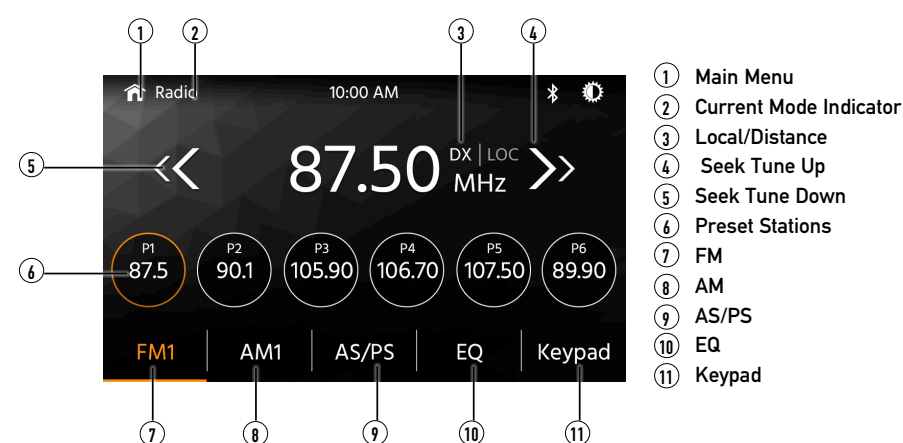 1 2 3 4
Radio 10:00 AM
DX | LOC
87.50 MHz
5
P1 P2 P3 P4 P5 P6
87.5 90.1 105.90 106.70 107.50 89.90
6
FM1 AM1 AS/PS EQ Keypad
7 8 9 10 11
1 Main Menu
2 Current Mode Indicator
3 Local/Distance
4 Seek Tune Up
5 Seek Tune Down
6 Preset Stations
7 FM
8 AM
9 AS/PS
10 EQ
11 Keypad